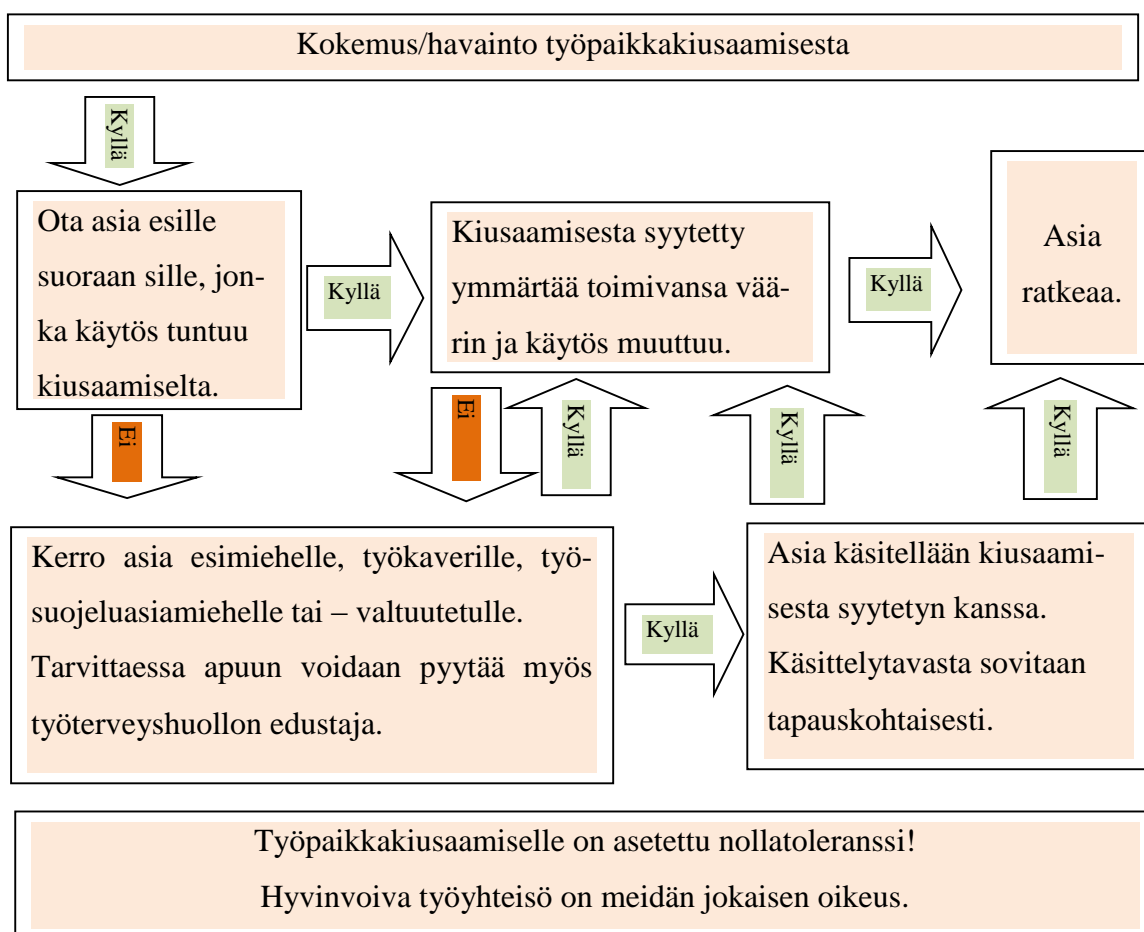 Kokemus/havainto työpaikkakiusaamisesta
Kyllä
Ota asia esille
suoraan sille, jon-
ka käytös tuntuu
kiusaamiselta.
Kyllä
Kiusaamisesta syytetty
ymmärtää toimivansa vää-
rin ja käytös muuttuu.
Kyllä
Asia
ratkeaa.
Ei
Ei
Kyllä
Kyllä
Kyllä
Kerro asia esimiehelle, työkaverille, työ-
suojeluasiamiehelle tai – valtuutetulle.
Tarvittaessa apuun voidaan pyytää myös
työterveyshuollon edustaja.
Kyllä
Asia käsitellään kiusaami-
sesta syytetyn kanssa.
Käsittelytavasta sovitaan
tapauskohtaisesti.
Työpaikkakiusaamiselle on asetettu nollatoleranssi!
Hyvinvoiva työyhteisö on meidän jokaisen oikeus.